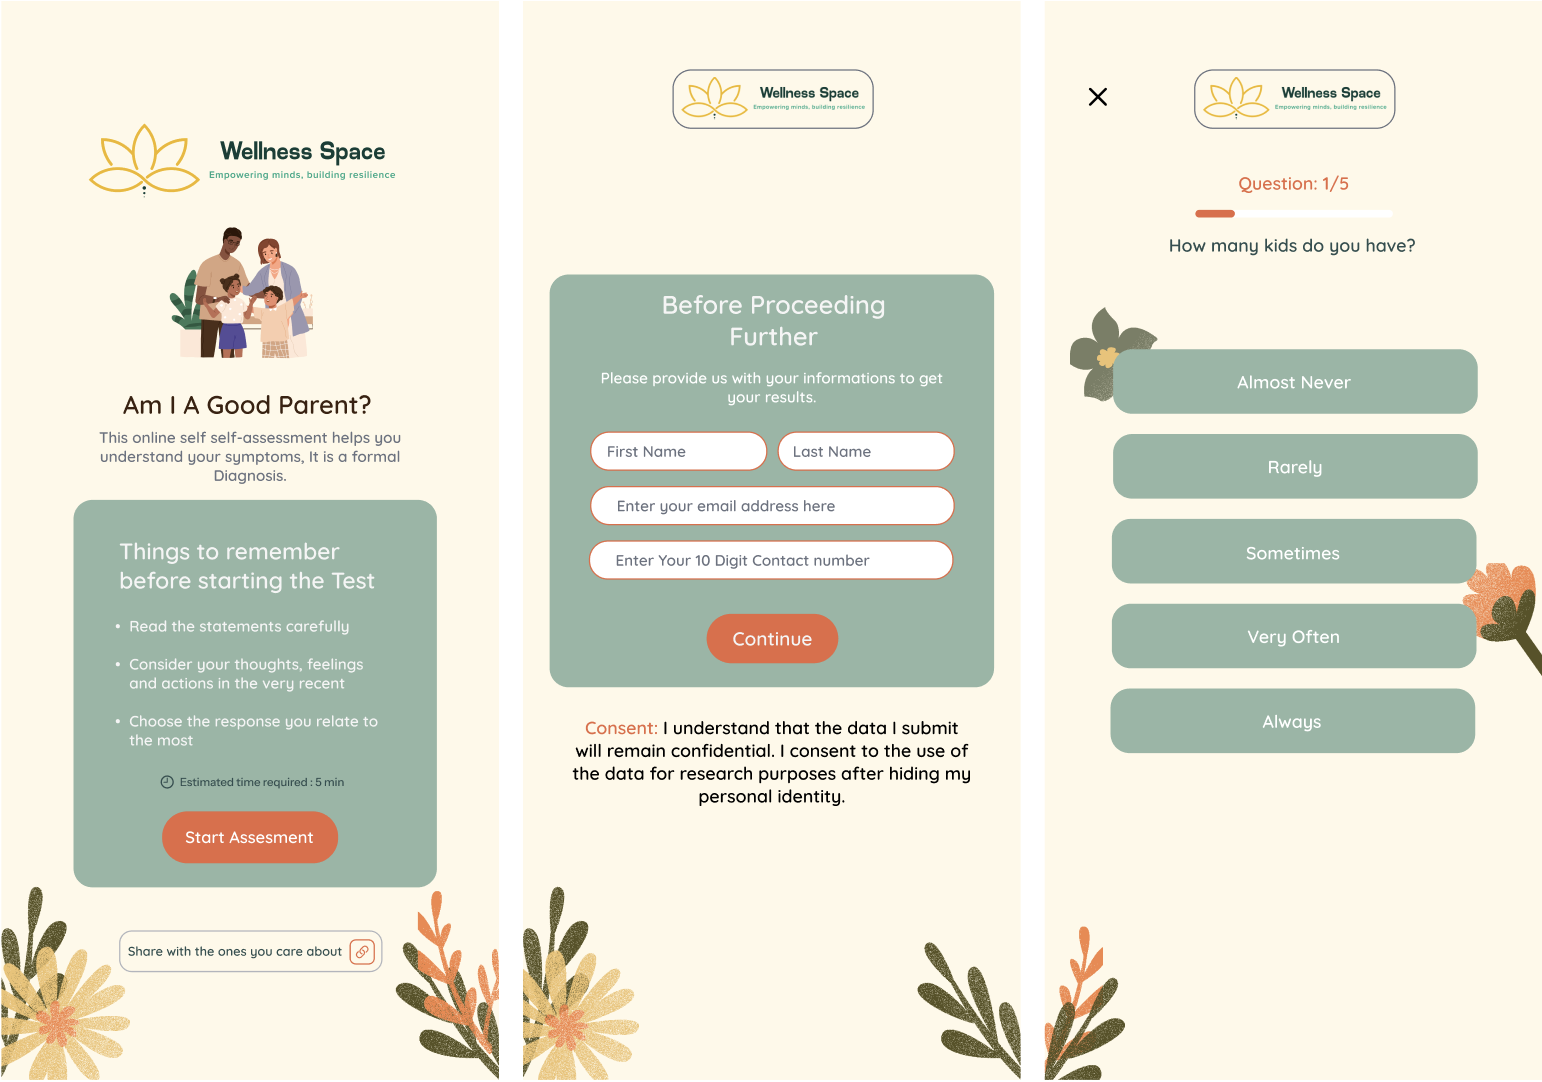 Wellness Space
Empowering minds, building resilience
Am I A Good Parent?
This online self self-assessment helps you
understand your symptoms, It is a formal
Diagnosis.
Things to remember
before starting the Test
• Read the statements carefully
• Consider your thoughts, feelings
and actions in the very recent
• Choose the response you relate to
the most
Estimated time required : 5 min
Start Assesment
Share with the ones you care about
Wellness Space
Empowering minds, building resilience
Before Proceeding
Further
Please provide us with your informations to get
your results.
First Name
Last Name
Enter your email address here
Enter Your 10 Digit Contact number
Continue
Consent: I understand that the data I submit
will remain confidential. I consent to the use of
the data for research purposes after hiding my
personal identity.
Wellness Space
Empowering minds, building resilience
Question: 1/5
How many kids do you have?
Almost Never
Rarely
Sometimes
Very Often
Always